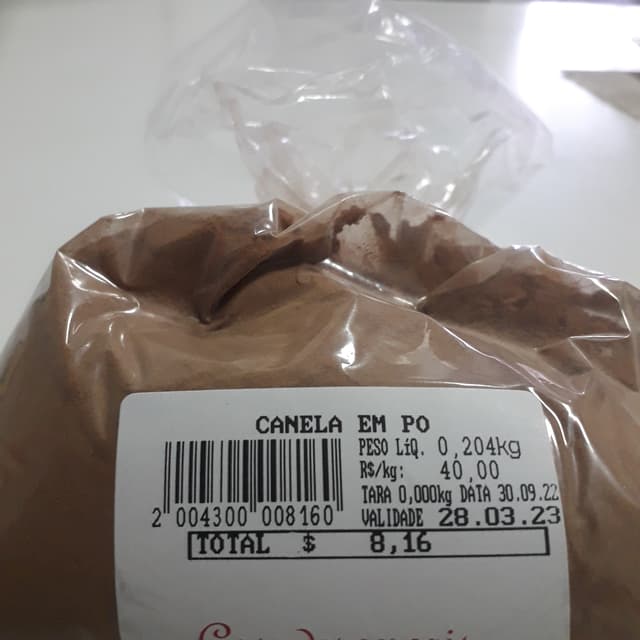 CANELA EM PO
PESO LíQ. 0,204kg
R$/kg: 40,00
TARA 0,000kg DATA 30.09.22
2 004300 008160 VALIDADE 28.03.23
TOTAL $ 8,16